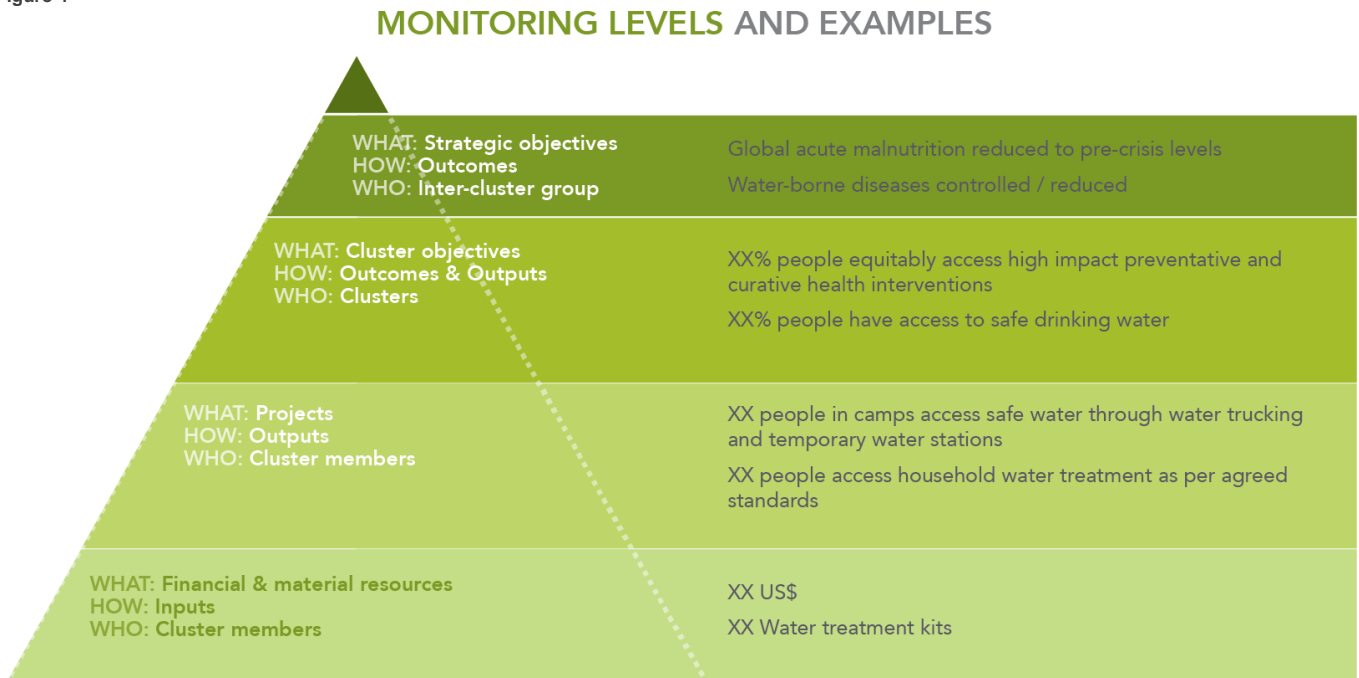 MONITORING LEVELS AND EXAMPLES
WHAT: Strategic objectives
HOW: Outcomes
WHO: Inter-cluster group
Global acute malnutrition reduced to pre-crisis levels
Water-borne diseases controlled / reduced
WHAT: Cluster objectives
HOW: Outcomes & Outputs
WHO: Clusters
XX% people equitably access high impact preventative and
curative health interventions
XX% people have access to safe drinking water
WHAT: Projects
HOW: Outputs
WHO: Cluster members
XX people in camps access safe water through water trucking
and temporary water stations
XX people access household water treatment as per agreed
standards
WHAT: Financial & material resources
HOW: Inputs
WHO: Cluster members
XX US$
XX Water treatment kits